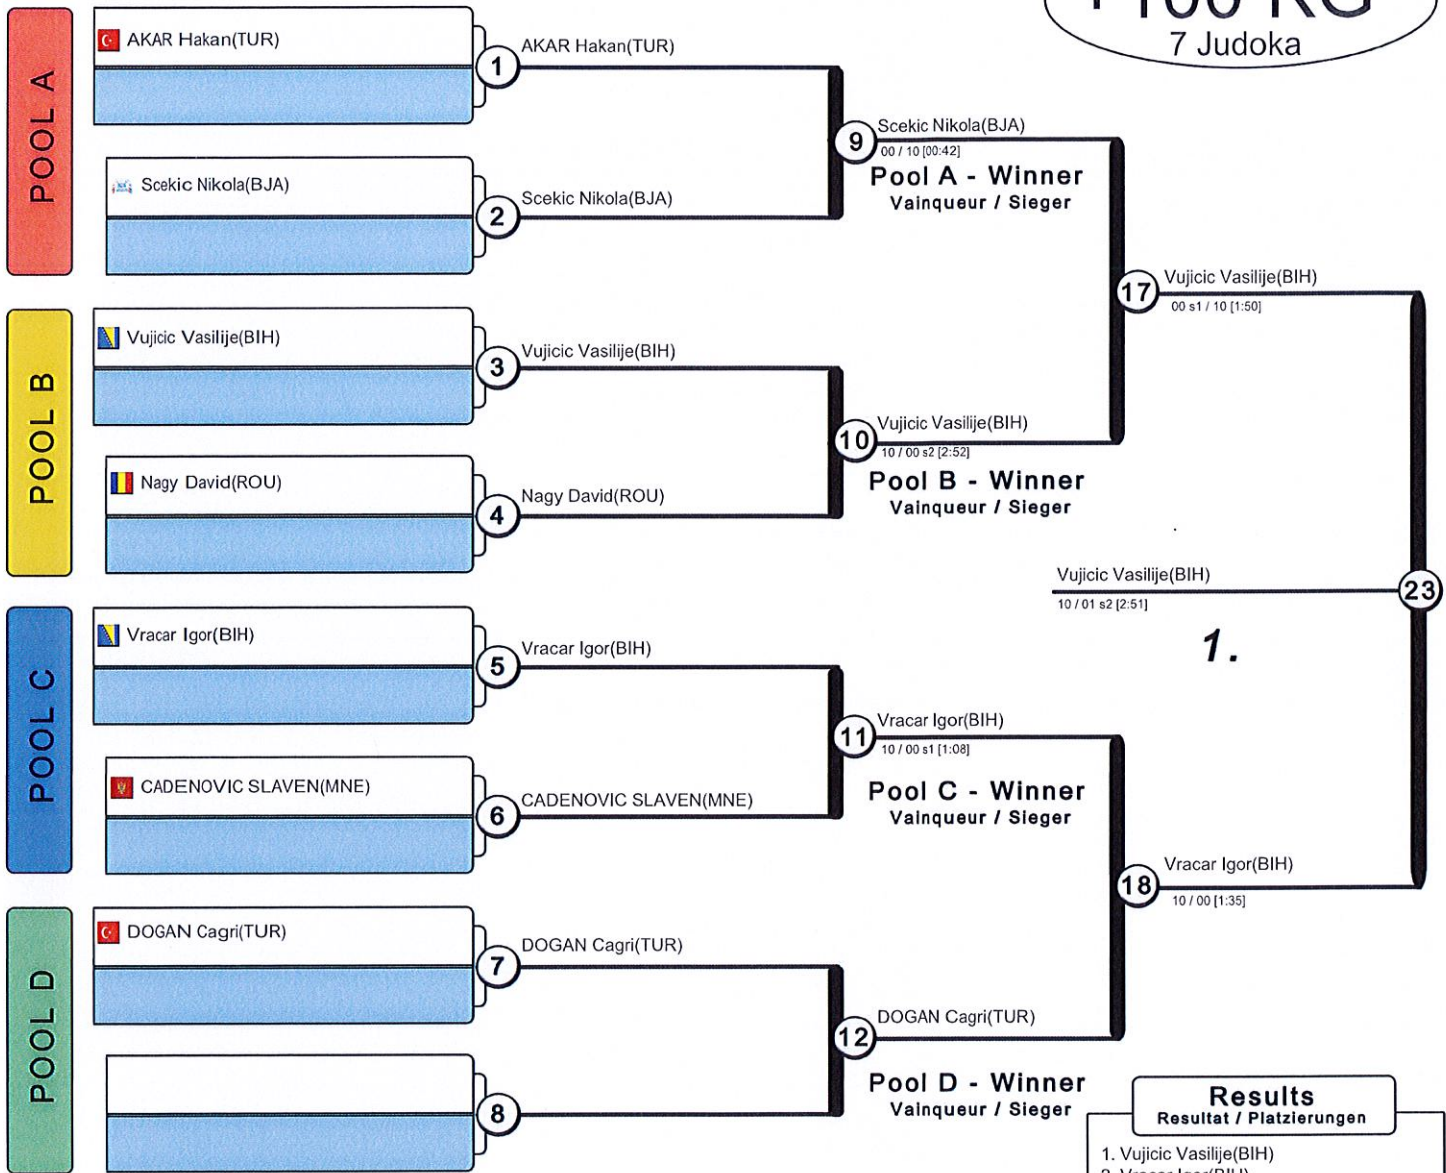 7 Judoka
POOL A
AKAR Hakan(TUR)
1
AKAR Hakan(TUR)
Scekic Nikola(BJA)
2
Scekic Nikola(BJA)
9
Scekic Nikola(BJA)
00 / 10 [00:42]
Pool A - Winner
Vainqueur / Sieger
POOL B
Vujicic Vasilije(BIH)
3
Vujicic Vasilije(BIH)
Nagy David(ROU)
4
Nagy David(ROU)
10
Vujicic Vasilije(BIH)
10 / 00 s2 [2:52]
Pool B - Winner
Vainqueur / Sieger
17
Vujicic Vasilije(BIH)
00 s1 / 10 [1:50]
Vujicic Vasilije(BIH)
10 / 01 s2 [2:51]
23
1.
POOL C
Vracar Igor(BIH)
5
Vracar Igor(BIH)
CADENOVIC SLAVEN(MNE)
6
CADENOVIC SLAVEN(MNE)
11
Vracar Igor(BIH)
10 / 00 s1 [1:08]
Pool C - Winner
Vainqueur / Sieger
18
Vracar Igor(BIH)
10 / 00 [1:35]
POOL D
DOGAN Cagri(TUR)
7
DOGAN Cagri(TUR)
8
12
DOGAN Cagri(TUR)
Pool D - Winner
Vainqueur / Sieger
Results
Resultat / Platzierungen
1. Vujicic Vasilije(BIH)